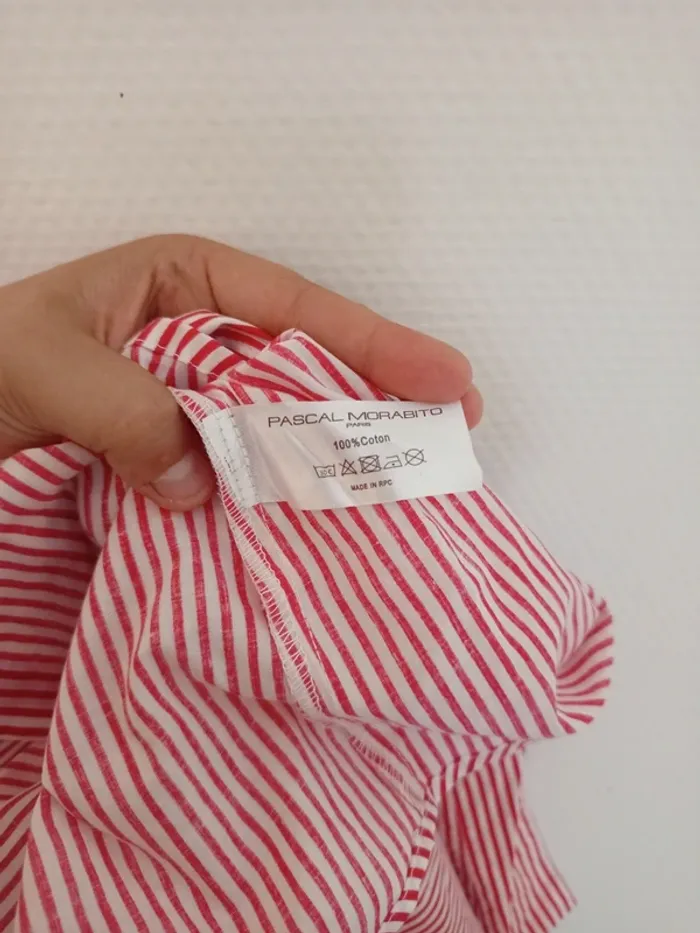 PASCAL MORABITO
PARIS
100%Coton
MADE IN RPC